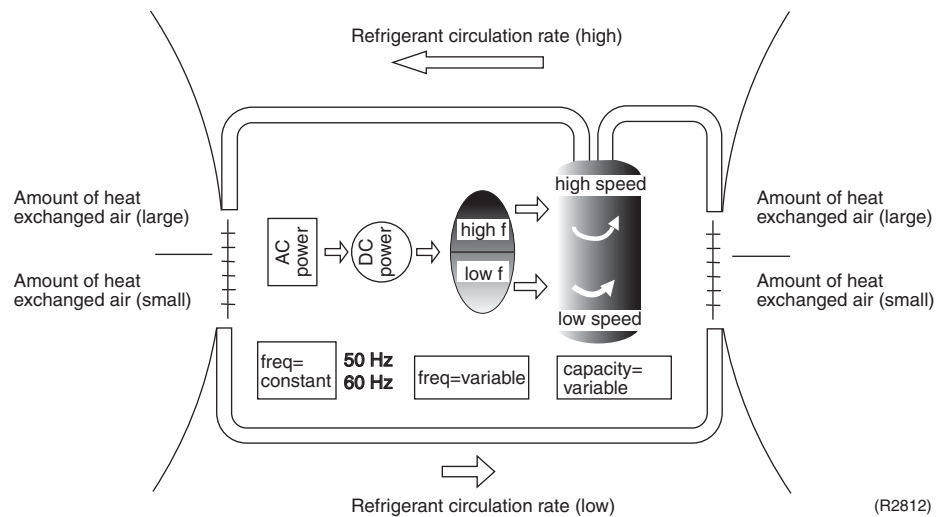 Refrigerant circulation rate (high)
high speed
Amount of heat
exchanged air (large)
Amount of heat
exchanged air (large)
AC
power
DC
power
high f
low f
Amount of heat
exchanged air (small)
Amount of heat
exchanged air (small)
low speed
freq=
constant
50 Hz
60 Hz
freq=variable
capacity=
variable
Refrigerant circulation rate (low)
(R2812)